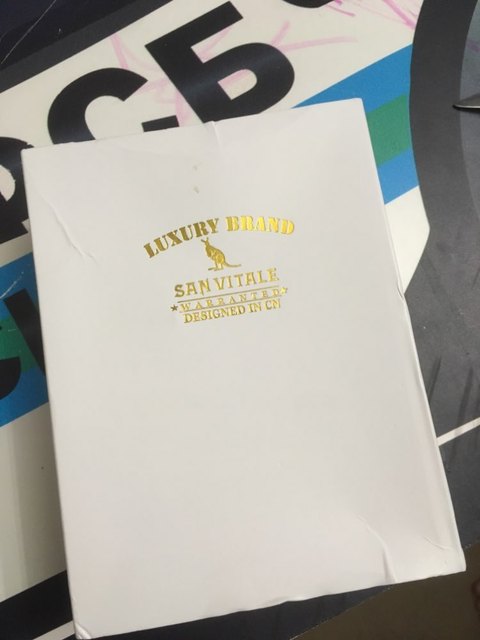 LUXURY BRAND
SAN VITALE
★WARRANTED★
DESIGNED IN CN